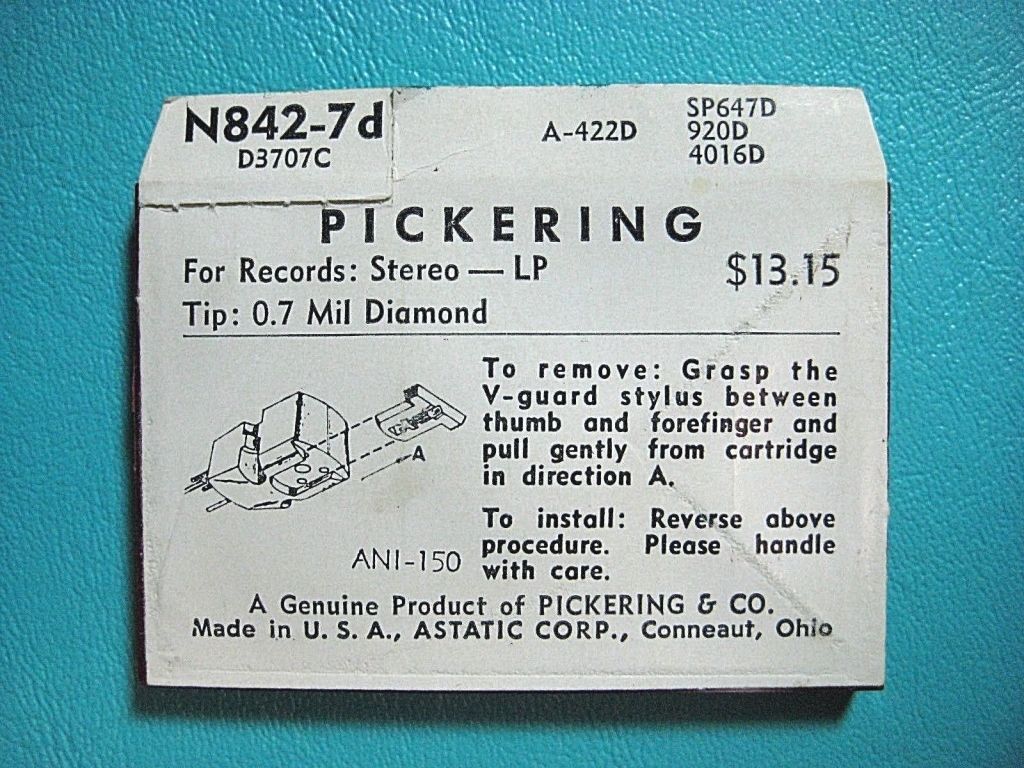 N842-7d
D3707C
A-422D
SP647D
920D
4016D
PICKERING
For Records: Stereo — LP
$13.15
Tip: 0.7 Mil Diamond
To remove: Grasp the
V-guard stylus between
thumb and forefinger and
pull gently from cartridge
in direction A.
A
To install: Reverse above
procedure. Please handle
with care.
ANI-150
A Genuine Product of PICKERING & CO.
Made in U. S. A., ASTATIC CORP., Conneaut, Ohio